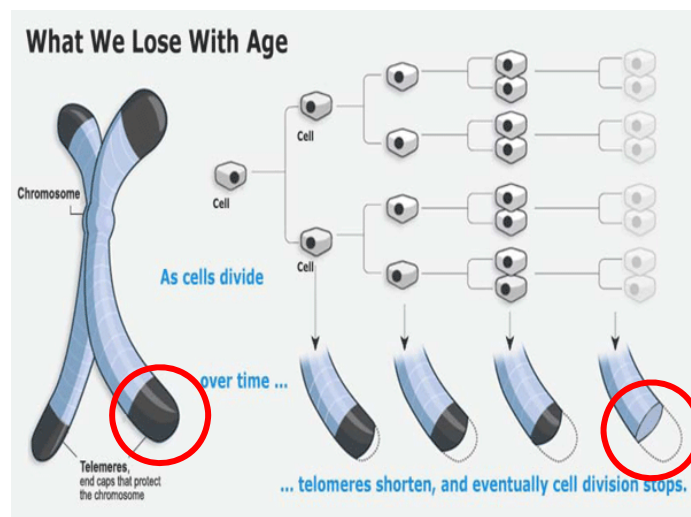 What We Lose With Age
Cell
Chromosome
Cell
Cell
As cells divide
over time ...
Telemeres,
end caps that protect
the chromosome
... telomeres shorten, and eventually cell division stops.